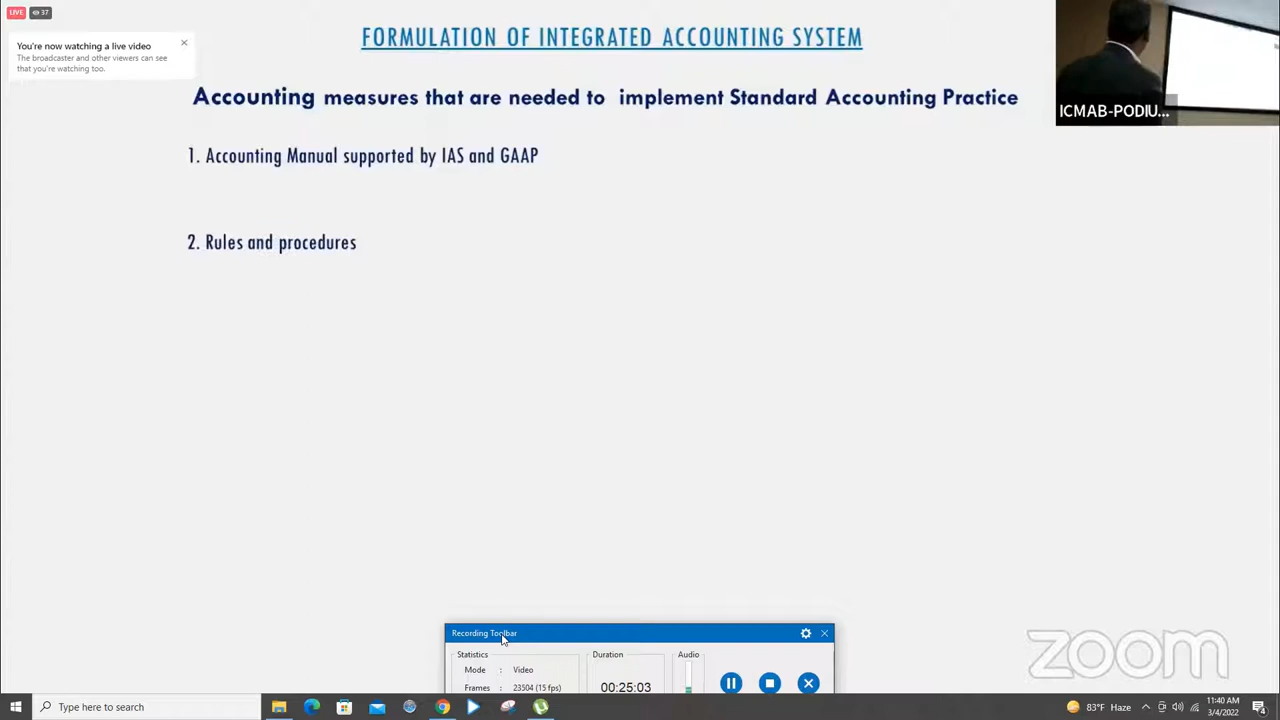 LIVE 37
You're now watching a live video
The broadcaster and other viewers can see
that you're watching too.
FORMULATION OF INTEGRATED ACCOUNTING SYSTEM
Accounting measures that are needed to implement Standard Accounting Practice
ICMAB-PODIU...
1. Accounting Manual supported by IAS and GAAP
2. Rules and procedures
Recording Toolbar
Statistics
Mode : Video
Frames : 23504 (15 fps)
Duration
00:25:03
Audio
zoom
Type here to search
83°F Haze
11:40 AM
3/4/2022
4